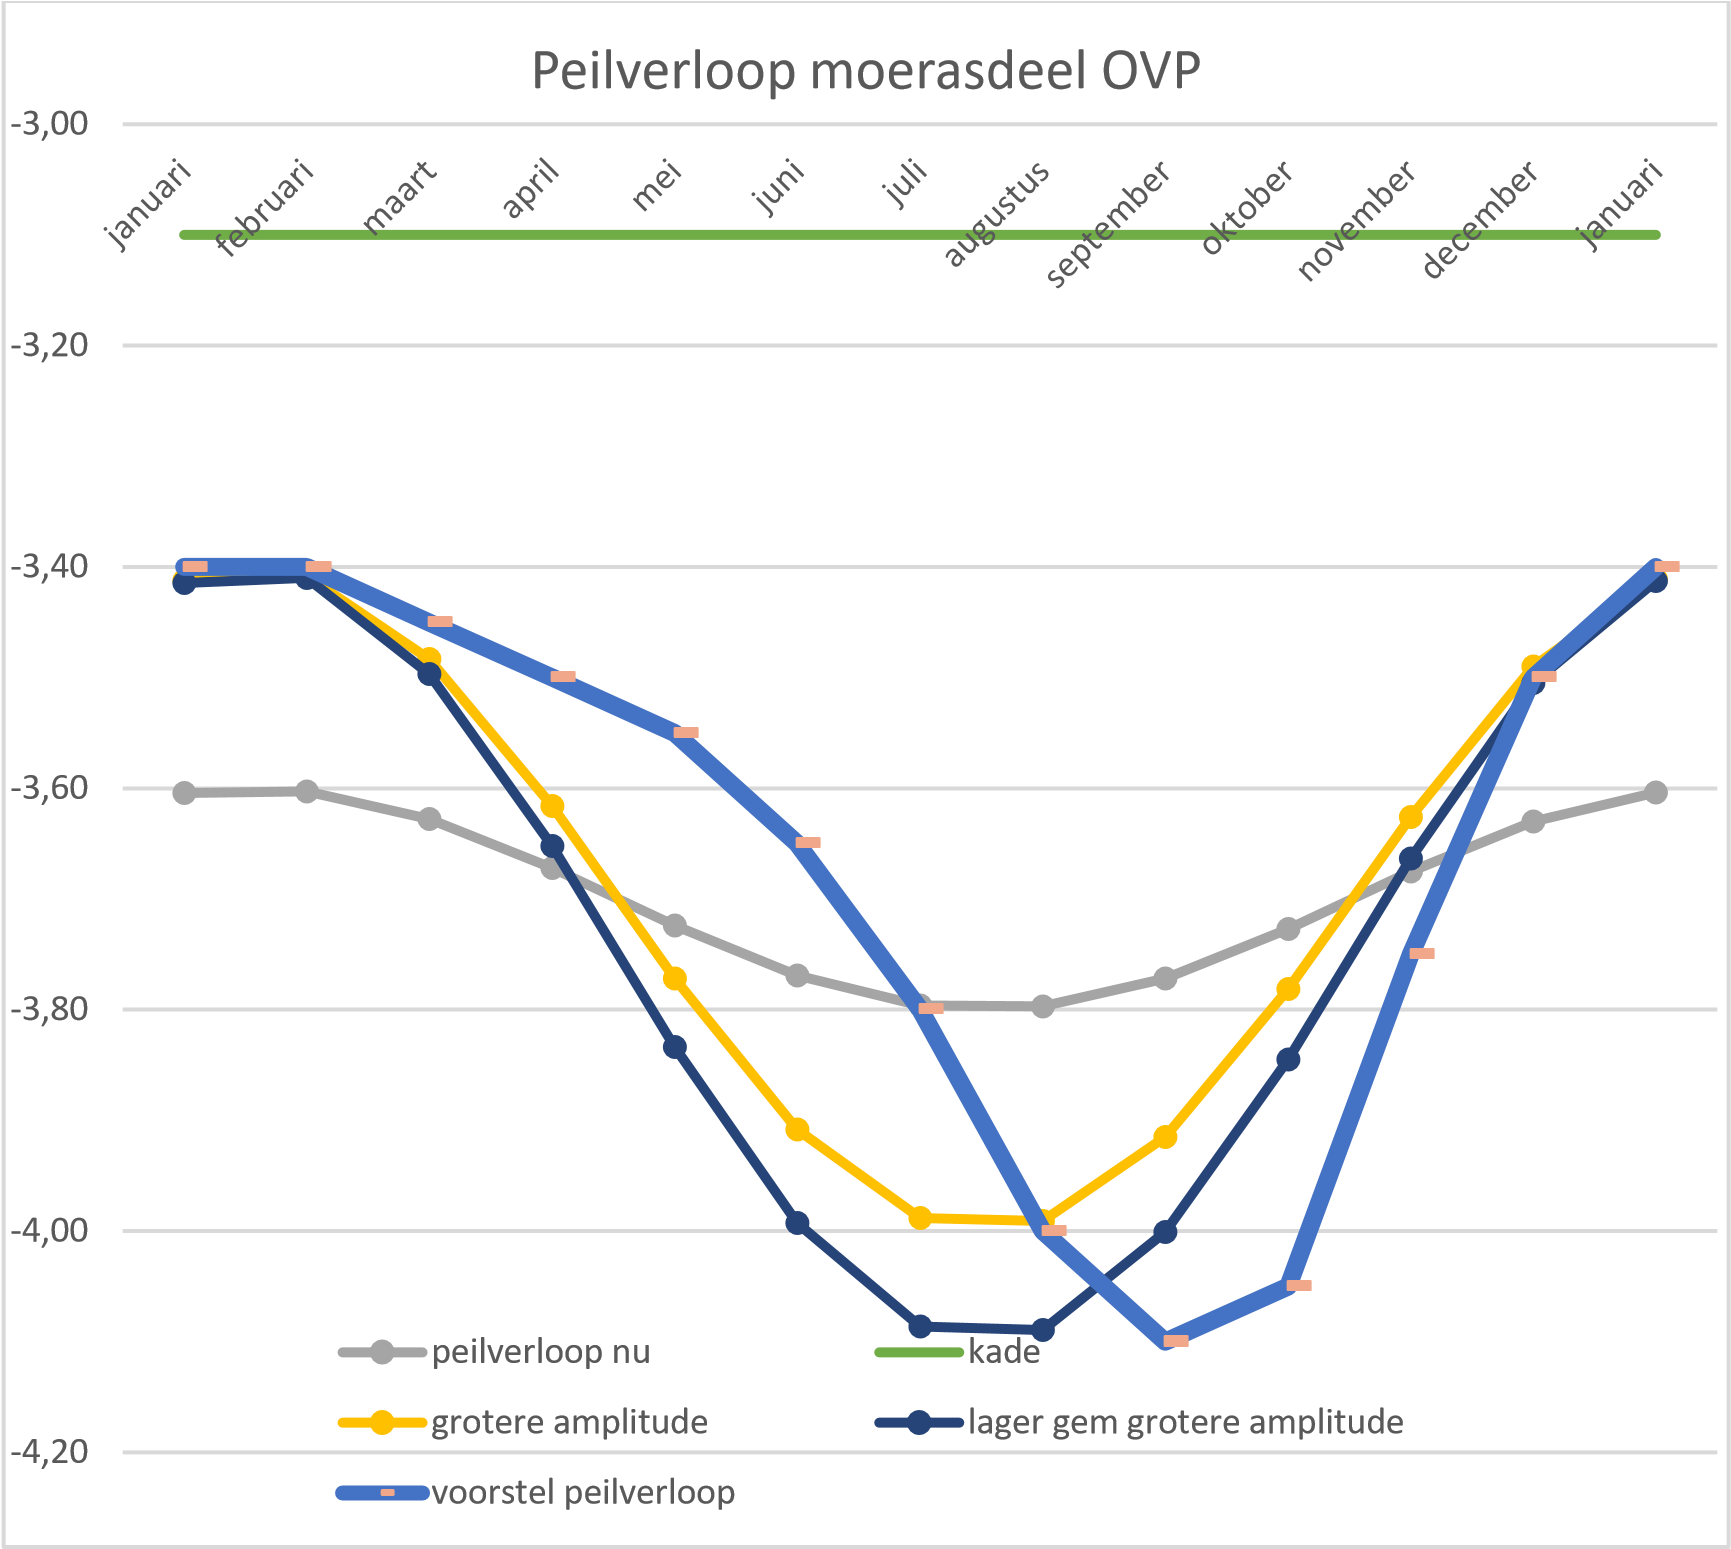 Peilverloop moerasdeel OVP
-3,00
januari
februari
maart
april
mei
juni
juli
augustus
september
oktober
november
december
januari
-3,20
-3,40
-3,60
-3,80
-4,00
peilverloop nu
kade
grotere amplitude
lager gem grotere amplitude
-4,20
voorstel peilverloop